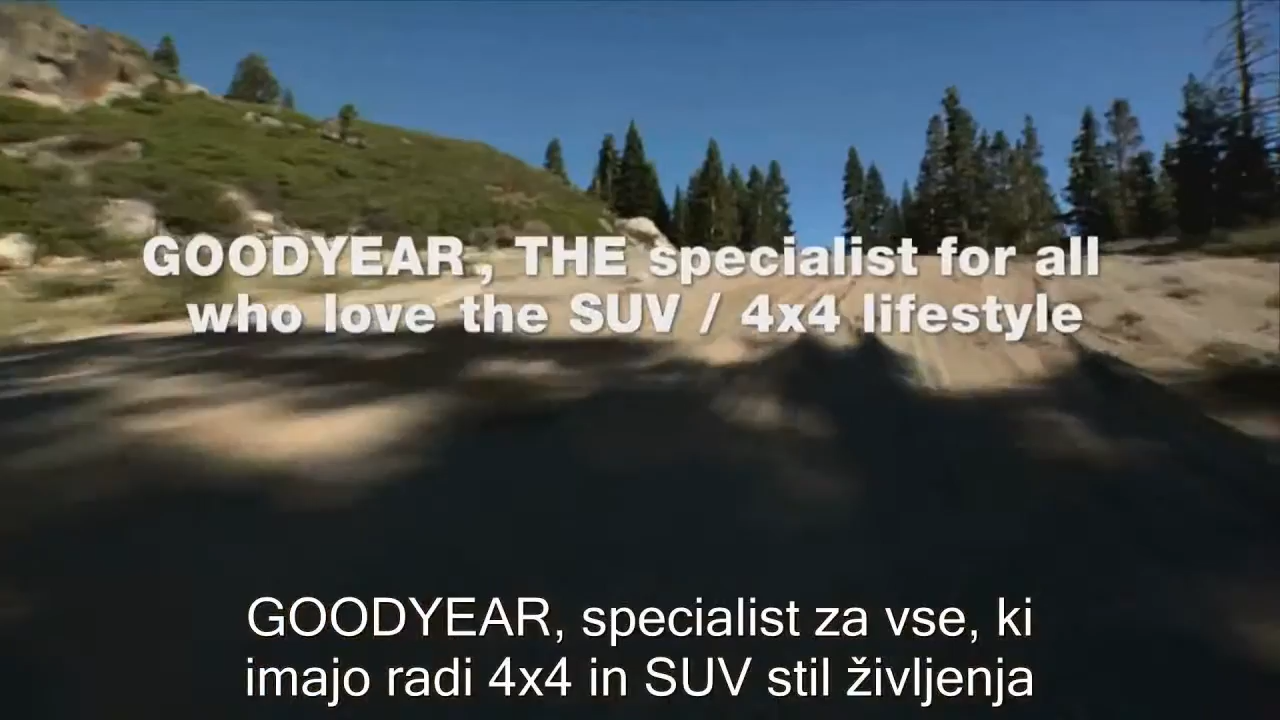 GOODYEAR, THE specialist for all
who love the SUV / 4x4 lifestyle
GOODYEAR, specialist za vse, ki
imajo radi 4x4 in SUV stil življenja